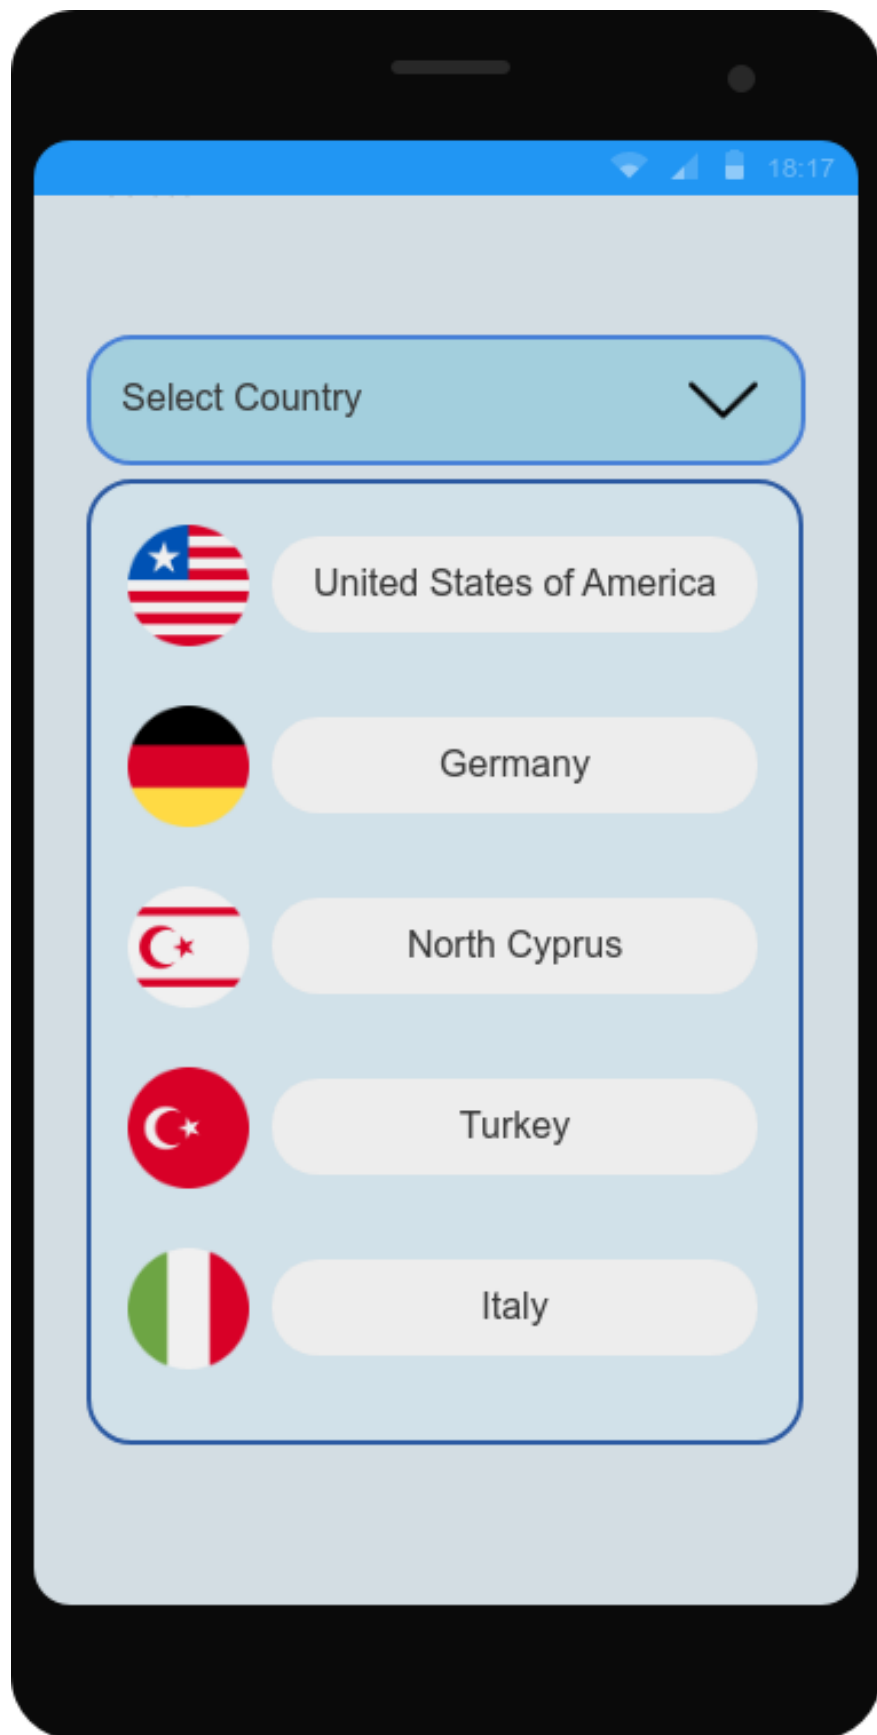 18:17
Select Country
United States of America
Germany
North Cyprus
Turkey
Italy